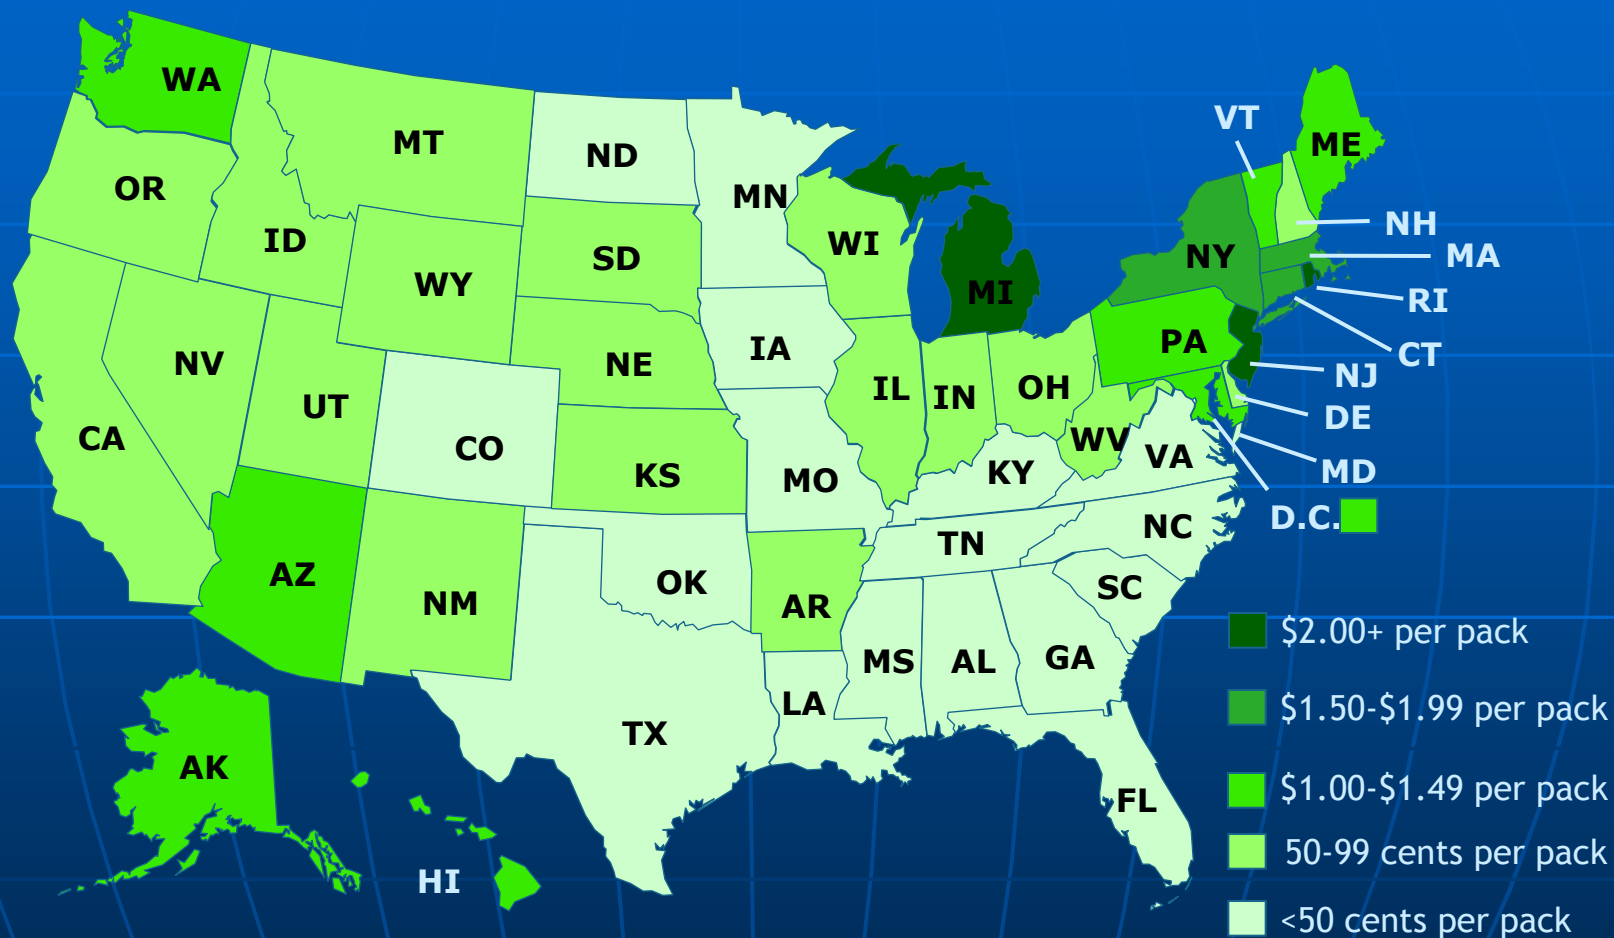 WA
MT
ND
MN
OR
ID
WY
SD
WI
MI
VT
ME
NH
NY
MA
RI
CT
PA
NJ
DE
MD
D.C.
NV
UT
CA
CO
NE
IA
IL
IN
OH
WV
VA
KS
MO
KY
NC
TN
SC
AZ
NM
OK
AR
MS
AL
GA
LA
TX
FL
AK
HI
$2.00+ per pack
$1.50-$1.99 per pack
$1.00-$1.49 per pack
50-99 cents per pack
<50 cents per pack